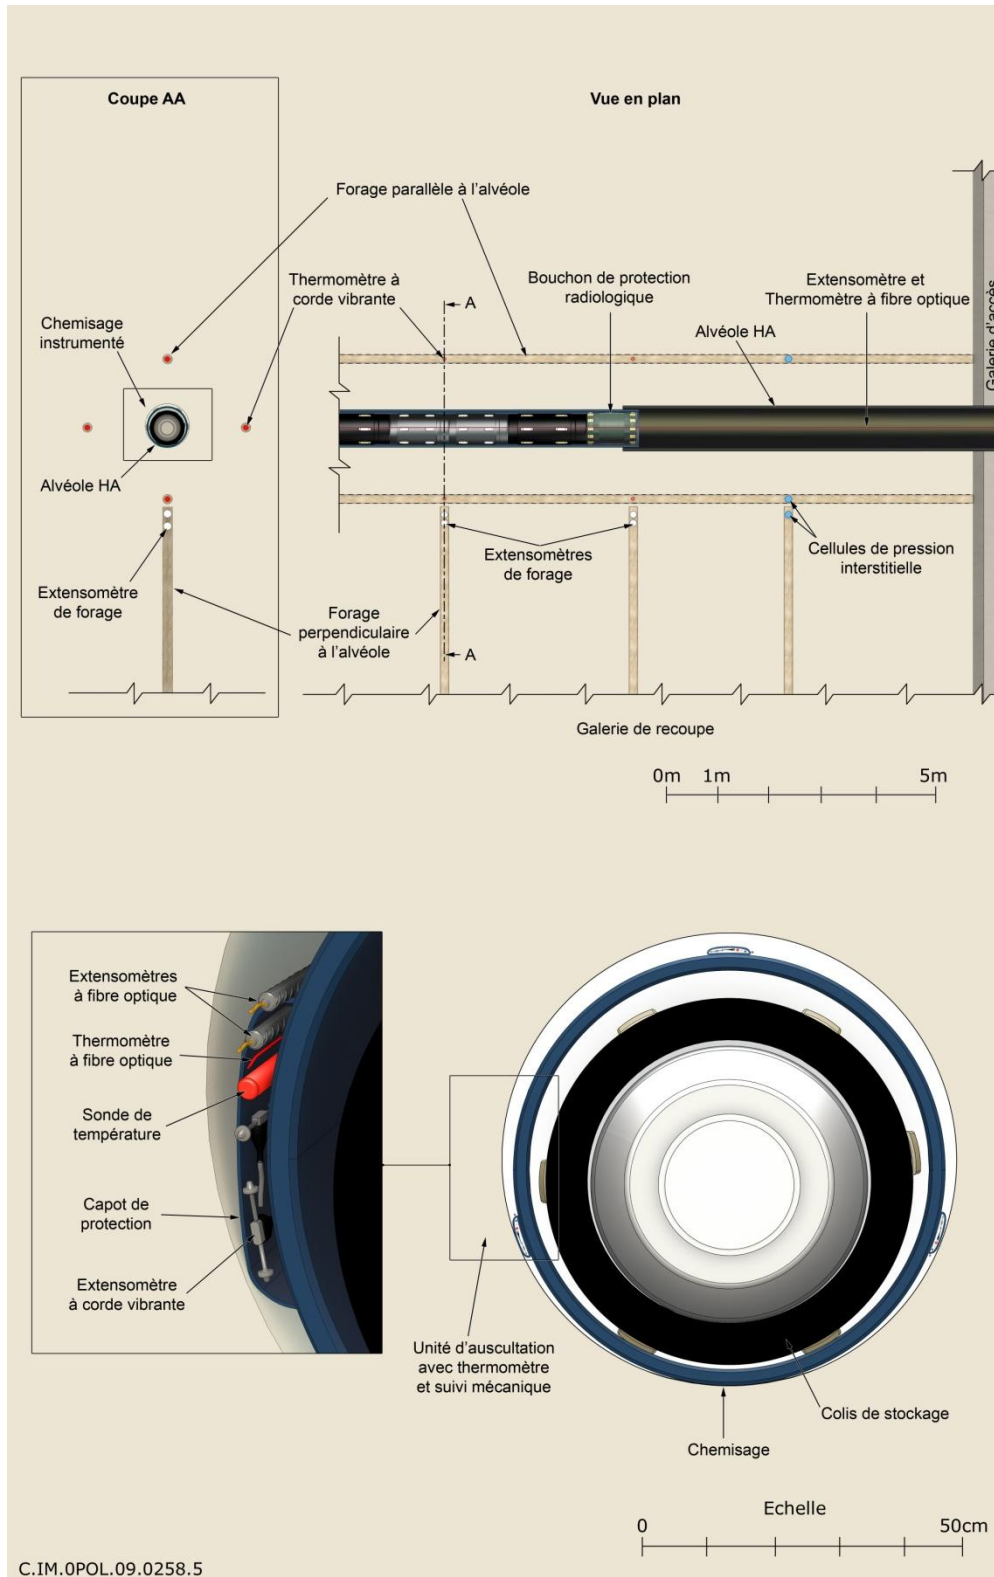 Coupe AA
Vue en plan
Forage parallèle à l'alvéole
Thermomètre à
corde vibrante
A
Bouchon de protection
radiologique
Extensomètre et
Thermomètre à fibre optique
Galerie d'accès
Chemisage
instrumenté
Alvéole HA
Alvéole HA
Extensomètre
de forage
Forage
perpendiculaire
à l'alvéole
A
Extensomètres
de forage
Cellules de pression
interstitielle
Galerie de recoupe
0m 1m 5m
Extensomètres
à fibre optique
Thermomètre
à fibre optique
Sonde de
température
Capot de
protection
Extensomètre
à corde vibrante
Unité d'auscultation
avec thermomètre
et suivi mécanique
Colis de stockage
Chemisage
Echelle
0 50cm
C.IM.0POL.09.0258.5